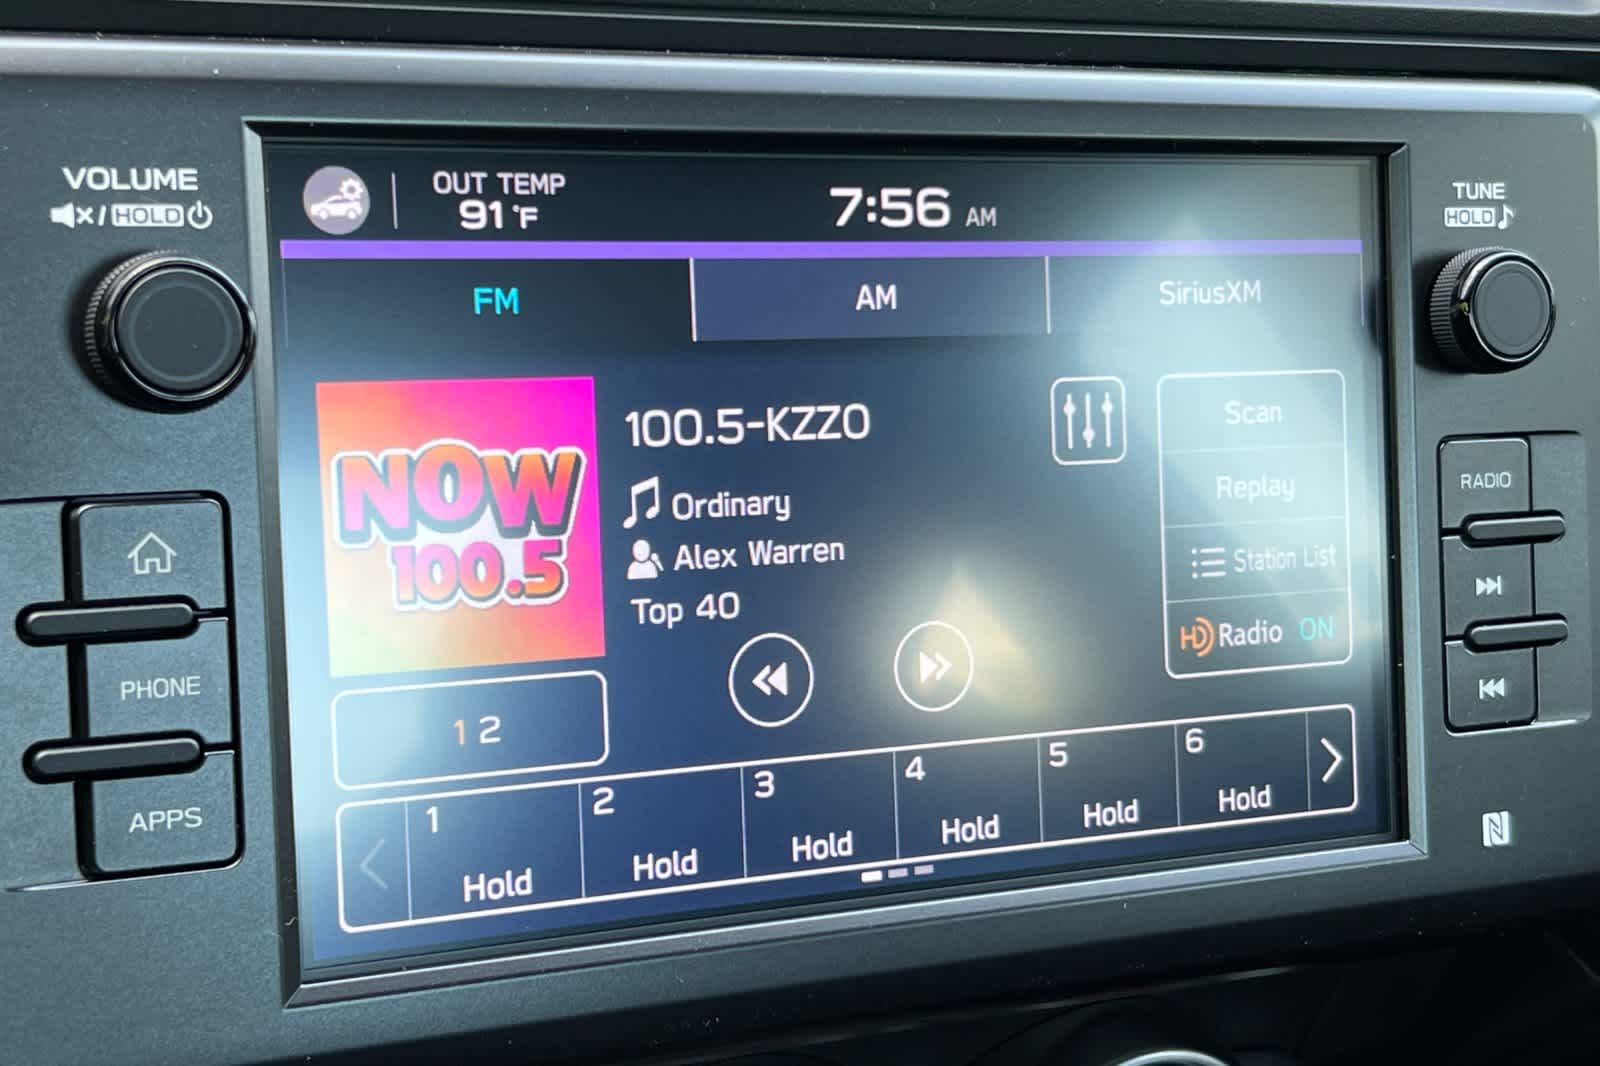 VOLUME
/ HOLD
OUT TEMP
91°F
7:56 AM
TUNE
HOLD
FM
AM
SiriusXM
NOW
100.5
100.5-KZZO
Ordinary
Alex Warren
Top 40
Scan
Replay
Station List
HD Radio ON
1 2
1
Hold
2
Hold
3
Hold
4
Hold
5
Hold
6
Hold
PHONE
APPS
RADIO